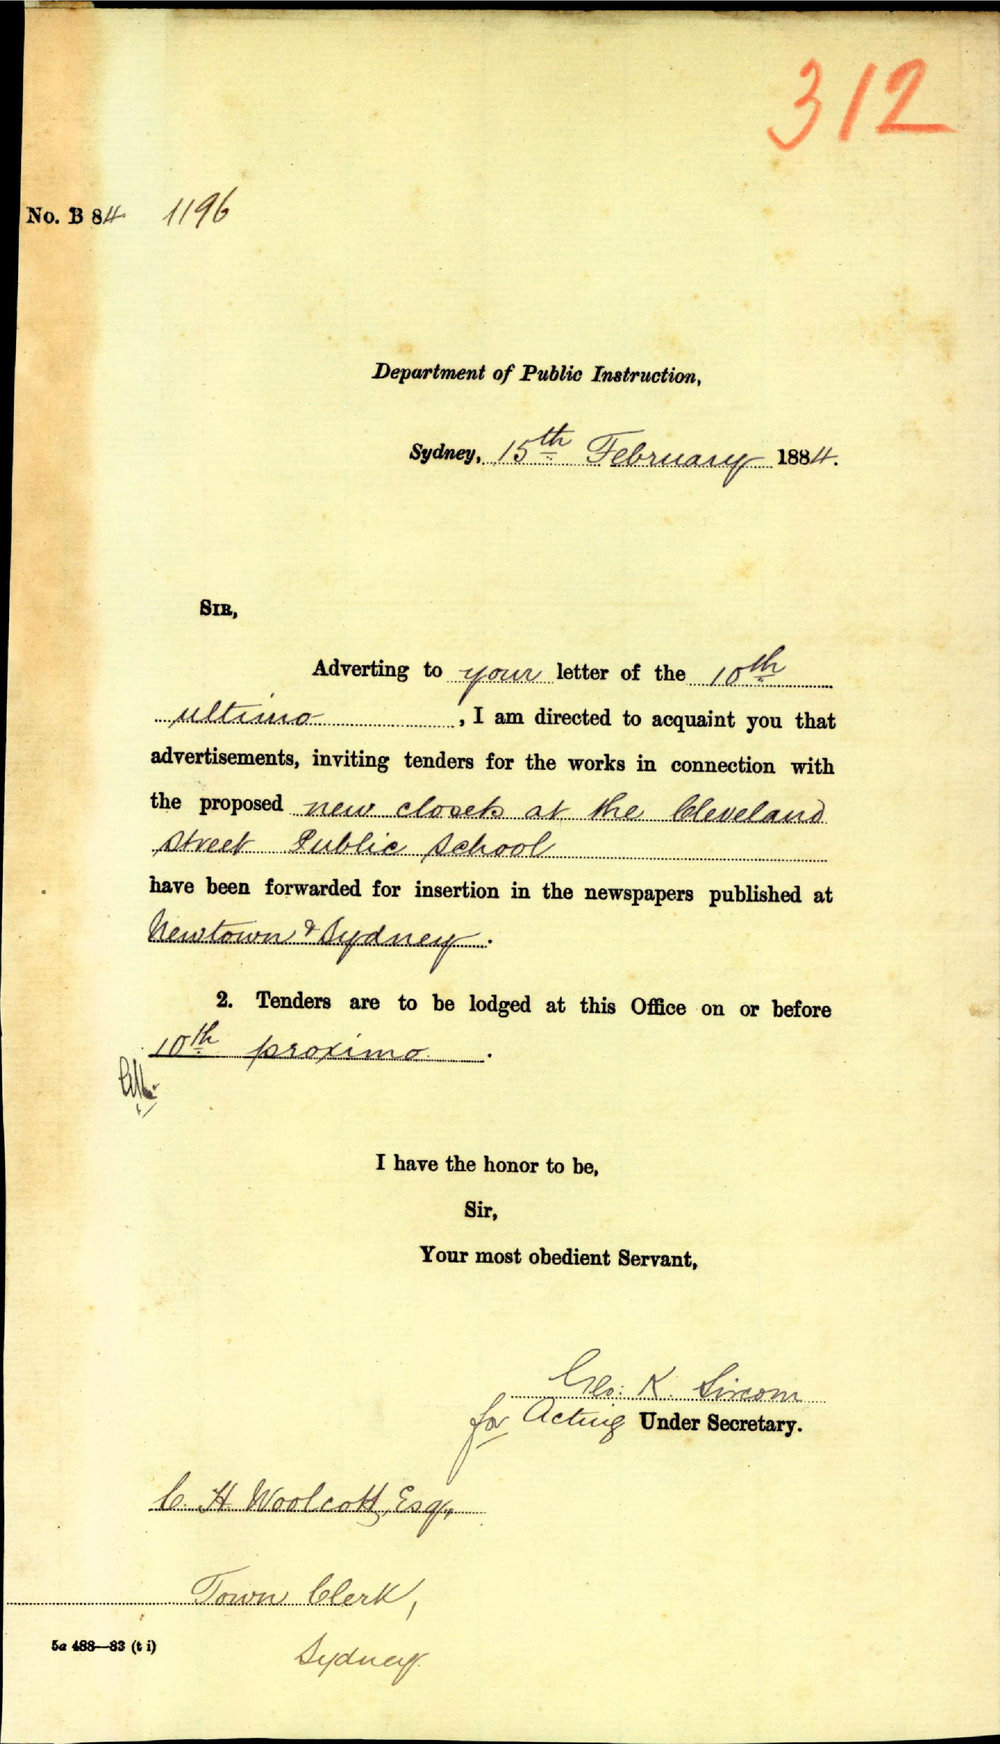 312
No. B 84 1196
Department of Public Instruction,
Sydney, 15th February 1884.
SIR,
Adverting to your letter of the 10th
ultimo, I am directed to acquaint you that
advertisements, inviting tenders for the works in connection with
the proposed new closets at the Cleveland
Street Public School
have been forwarded for insertion in the newspapers published at
Newtown & Sydney.
2. Tenders are to be lodged at this Office on or before
10th proximo.
I have the honor to be,
Sir,
Your most obedient Servant,
Geo: K. Sircom
for Acting Under Secretary.
C. H. Woolcott, Esq.,
Town Clerk,
5a 488—83 (t i)
Sydney.